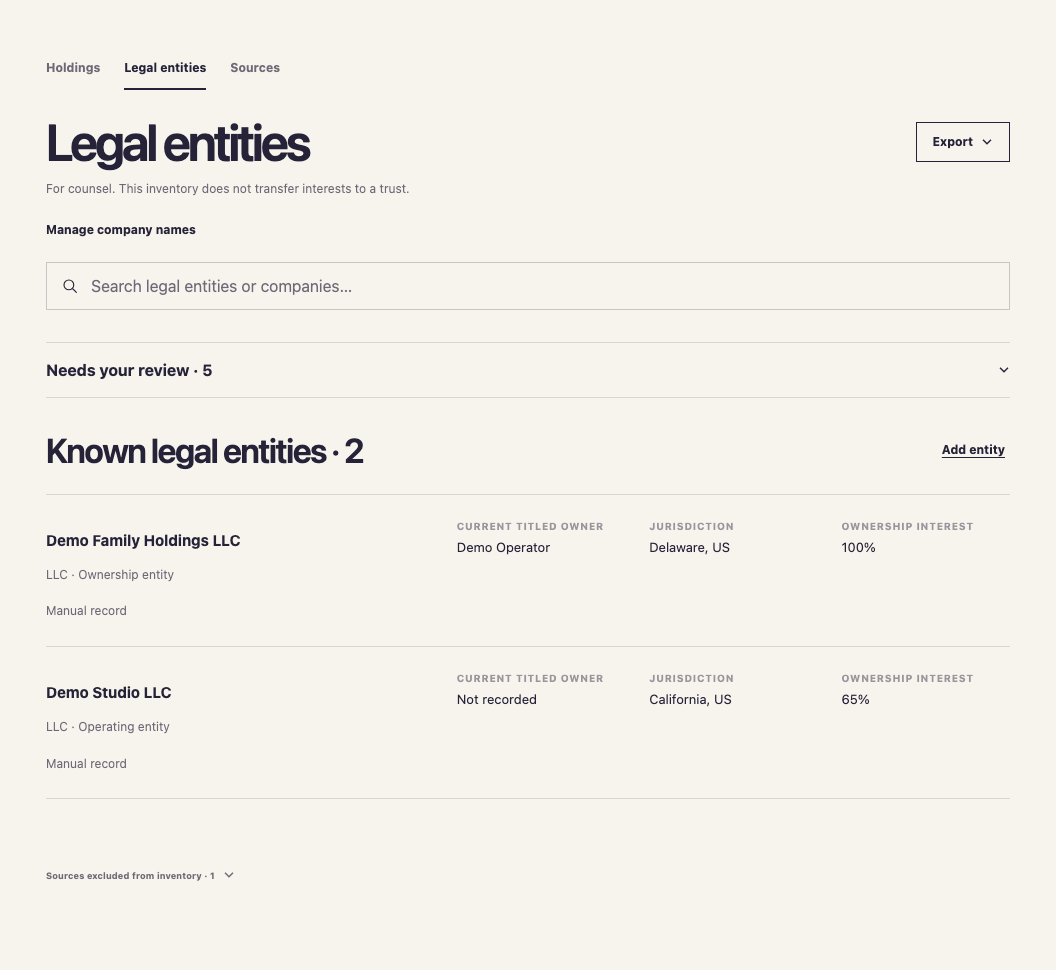 Holdings Legal entities Sources
Legal entities
Export
For counsel. This inventory does not transfer interests to a trust.
Manage company names
Search legal entities or companies...
Needs your review · 5
Known legal entities · 2
Add entity
Demo Family Holdings LLC
LLC · Ownership entity
Manual record
CURRENT TITLED OWNER
Demo Operator
JURISDICTION
Delaware, US
OWNERSHIP INTEREST
100%
Demo Studio LLC
LLC · Operating entity
Manual record
CURRENT TITLED OWNER
Not recorded
JURISDICTION
California, US
OWNERSHIP INTEREST
65%
Sources excluded from inventory · 1